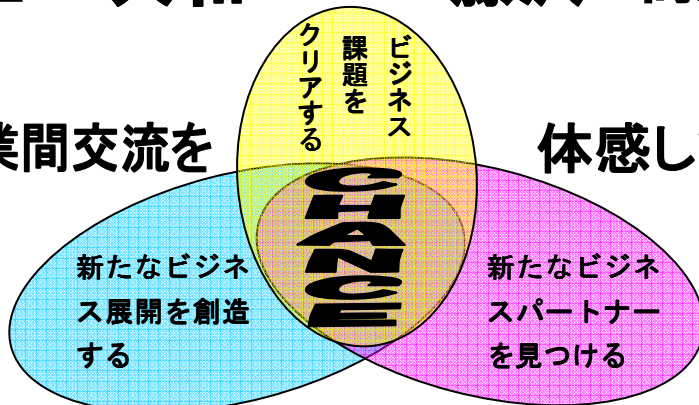 業間交流を
体感し
ビジネス
課題を
クリアする
CHANCE
新たなビジネ
ス展開を創造
する
新たなビジネ
スパートナー
を見つける